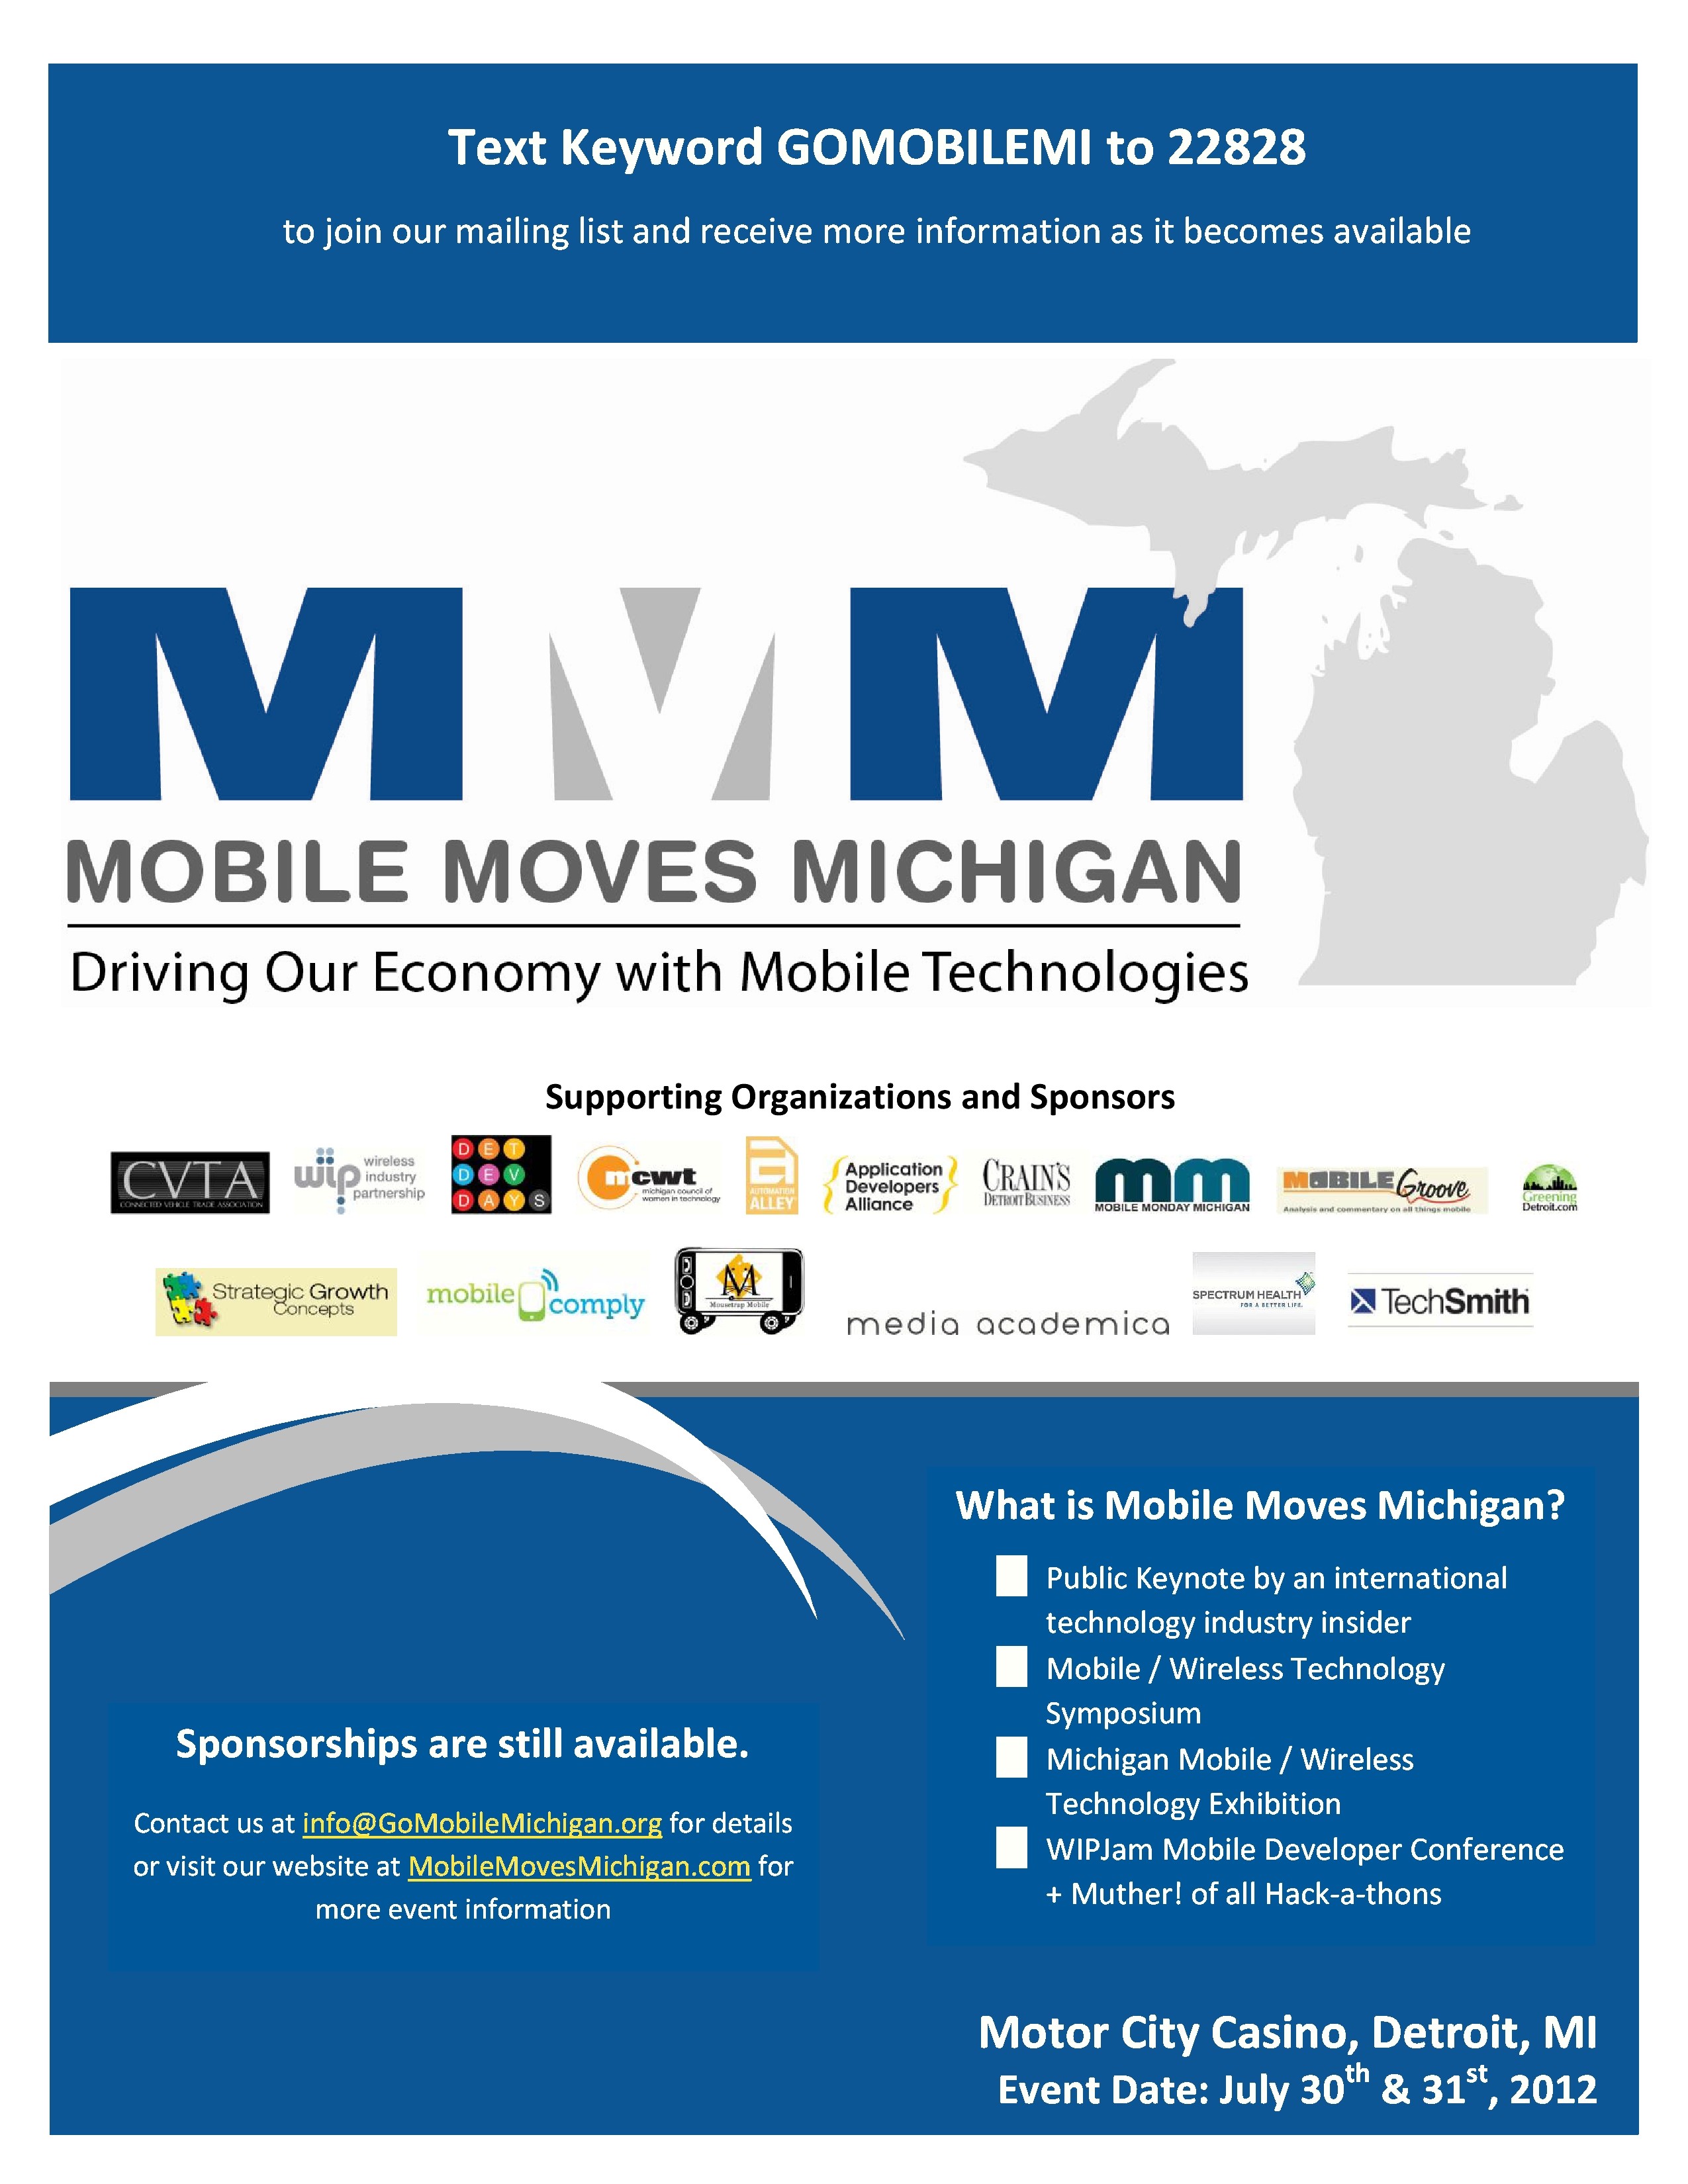 Text Keyword GOMOBILEMI to 22828
to join our mailing list and receive more information as it becomes available
MVM
MOBILE MOVES MICHIGAN
Driving Our Economy with Mobile Technologies
Supporting Organizations and Sponsors
CVTA
CONNECTED VEHICLE TRADE ASSOCIATION
wip
wireless
industry
partnership
DET
DEV
DAYS
mcwt
michigan council of
women in technology
AUTOMATION
ALLEY
Application
Developers
Alliance
CRAIN'S
DETROIT BUSINESS
mm
MOBILE MONDAY MICHIGAN
MOBILE Groove
Analysis and commentary on all things mobile
Greening
Detroit.com
Strategic Growth
Concepts
mobile comply
M
Mousetrap Mobile
media academica
SPECTRUM HEALTH
FOR A BETTER LIFE.
TechSmith
What is Mobile Moves Michigan?
Public Keynote by an international
technology industry insider
Mobile / Wireless Technology
Symposium
Michigan Mobile / Wireless
Technology Exhibition
WIPJam Mobile Developer Conference
+ Muther! of all Hack-a-thons
Sponsorships are still available.
Contact us at info@GoMobileMichigan.org for details
or visit our website at MobileMovesMichigan.com for
more event information
Motor City Casino, Detroit, MI
Event Date: July 30th & 31st, 2012